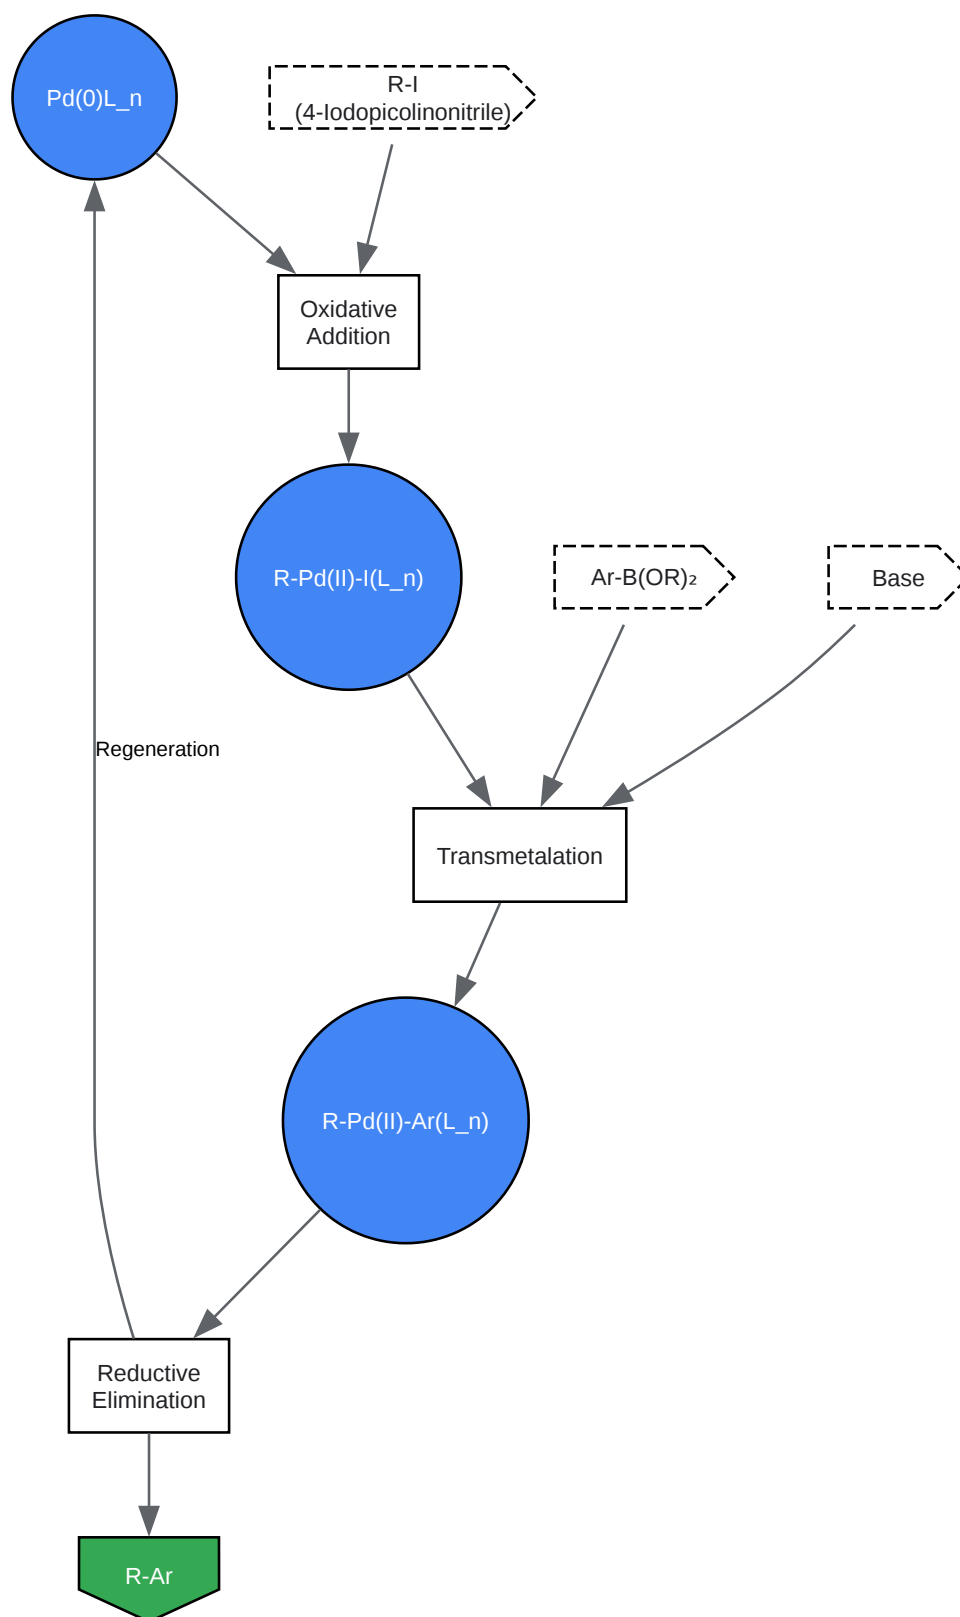 Pd(0)L_n
R-I
(4-Iodopicolinonitrile)
Oxidative
Addition
R-Pd(II)-I(L_n)
Ar-B(OR)₂
Base
Regeneration
Transmetalation
R-Pd(II)-Ar(L_n)
Reductive
Elimination
R-Ar